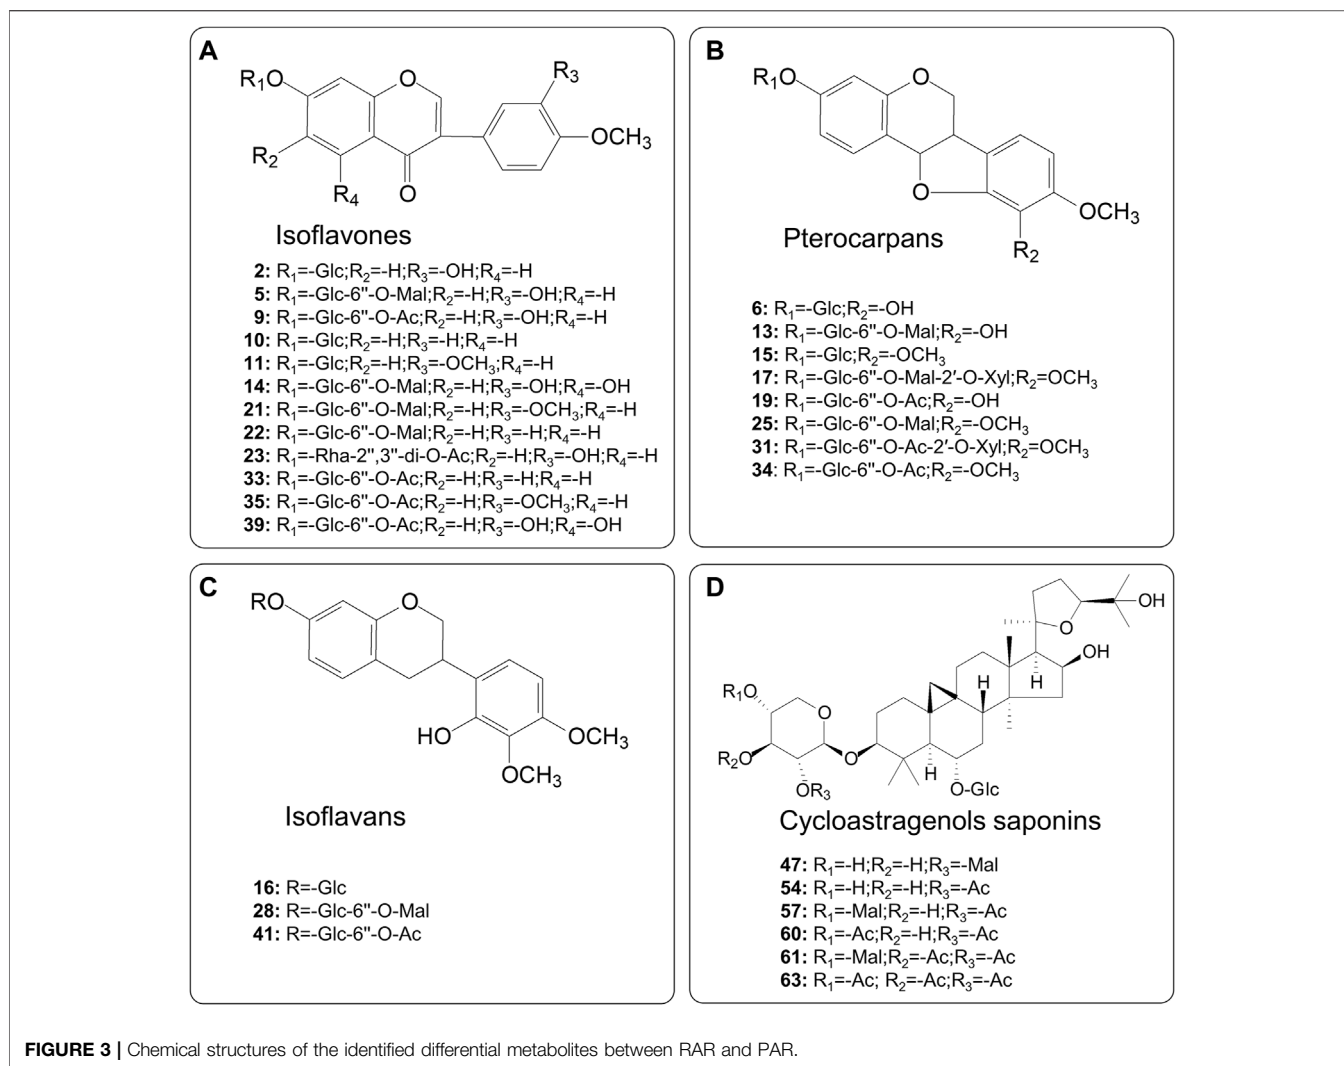 A
R₁O
O
R₃
OCH₃
R₂
R₄
O
Isoflavones
2: R₁=-Glc;R₂=-H;R₃=-OH;R₄=-H
5: R₁=-Glc-6"-O-Mal;R₂=-H;R₃=-OH;R₄=-H
9: R₁=-Glc-6"-O-Ac;R₂=-H;R₃=-OH;R₄=-H
10: R₁=-Glc;R₂=-H;R₃=-H;R₄=-H
11: R₁=-Glc;R₂=-H;R₃=-OCH₃;R₄=-H
14: R₁=-Glc-6"-O-Mal;R₂=-H;R₃=-OH;R₄=-OH
21: R₁=-Glc-6"-O-Mal;R₂=-H;R₃=-OCH₃;R₄=-H
22: R₁=-Glc-6"-O-Mal;R₂=-H;R₃=-H;R₄=-H
23: R₁=-Rha-2",3"-di-O-Ac;R₂=-H;R₃=-OH;R₄=-H
33: R₁=-Glc-6"-O-Ac;R₂=-H;R₃=-H;R₄=-H
35: R₁=-Glc-6"-O-Ac;R₂=-H;R₃=-OCH₃;R₄=-H
39: R₁=-Glc-6"-O-Ac;R₂=-H;R₃=-OH;R₄=-OH
B
R₁O
O
O
OCH₃
R₂
Pterocarpans
6: R₁=-Glc;R₂=-OH
13: R₁=-Glc-6"-O-Mal;R₂=-OH
15: R₁=-Glc;R₂=-OCH₃
17: R₁=-Glc-6"-O-Mal-2'-O-Xyl;R₂=OCH₃
19: R₁=-Glc-6"-O-Ac;R₂=-OH
25: R₁=-Glc-6"-O-Mal;R₂=-OCH₃
31: R₁=-Glc-6"-O-Ac-2'-O-Xyl;R₂=OCH₃
34: R₁=-Glc-6"-O-Ac;R₂=-OCH₃
C
RO
O
HO
OCH₃
OCH₃
Isoflavans
16: R=-Glc
28: R=-Glc-6"-O-Mal
41: R=-Glc-6"-O-Ac
D
OH
O
OH
H
H
R₁O
O
R₂O
O
H
OR₃
O-Glc
Cycloastragenols saponins
47: R₁=-H;R₂=-H;R₃=-Mal
54: R₁=-H;R₂=-H;R₃=-Ac
57: R₁=-Mal;R₂=-H;R₃=-Ac
60: R₁=-Ac;R₂=-H;R₃=-Ac
61: R₁=-Mal;R₂=-Ac;R₃=-Ac
63: R₁=-Ac; R₂=-Ac;R₃=-Ac
FIGURE 3 | Chemical structures of the identified differential metabolites between RAR and PAR.